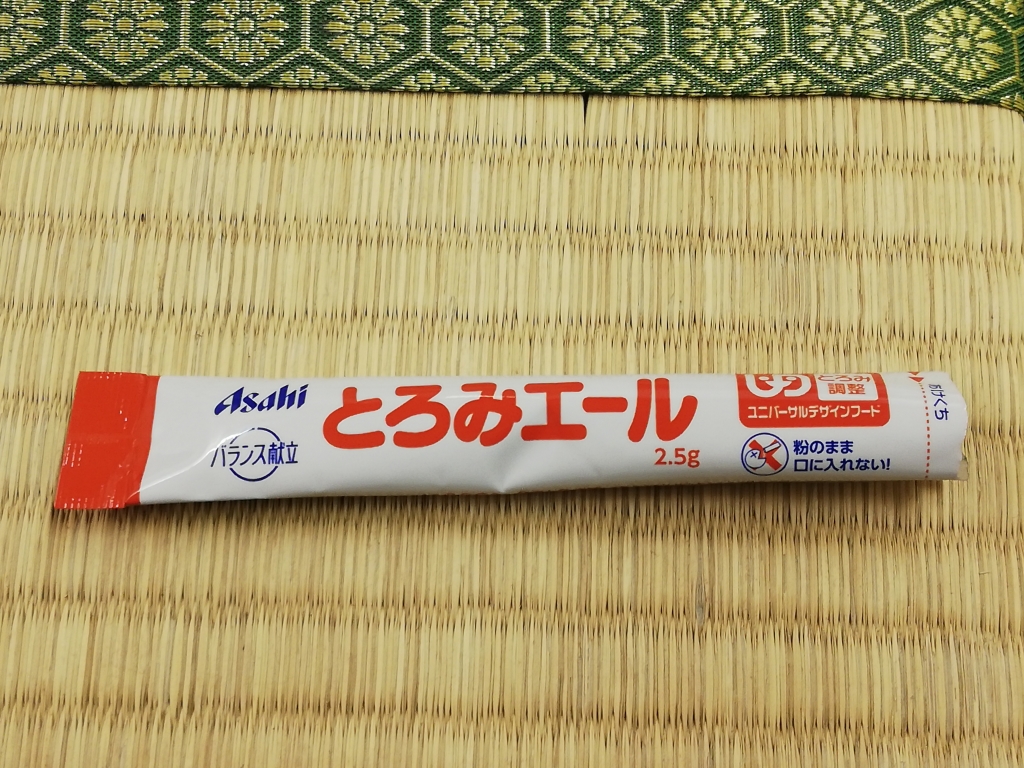 Asahi
バランス献立
とろみエール
2.5g
とろみ
調整
ユニバーサルデザインフード
粉のまま
口に入れない!
あけくち